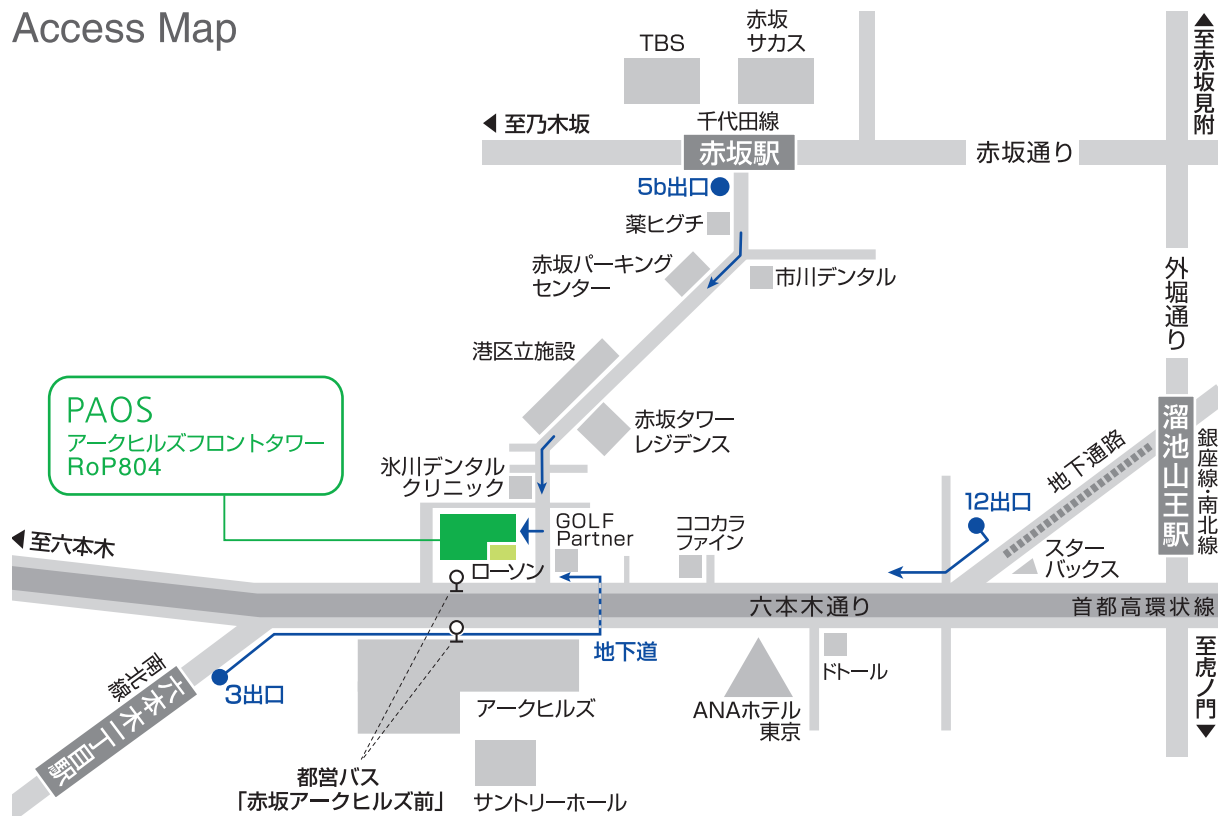 Access Map
TBS
赤坂
サカス
▲至赤坂見附
◀至乃木坂
千代田線
赤坂駅
赤坂通り
5b出口
薬ヒグチ
赤坂パーキング
センター
市川デンタル
外堀通り
港区立施設
PAOS
アークヒルズフロントタワー
RoP804
赤坂タワー
レジデンス
溜池山王駅
銀座線・南北線
地下通路
氷川デンタル
クリニック
12出口
GOLF
Partner
ココカラ
ファイン
スター
バックス
◀至六本木
ローソン
六本木通り
首都高環状線
地下道
至虎ノ門▼
南北線
六本木一丁目駅
3出口
ドトール
アークヒルズ
ANAホテル
東京
都営バス
「赤坂アークヒルズ前」
サントリーホール